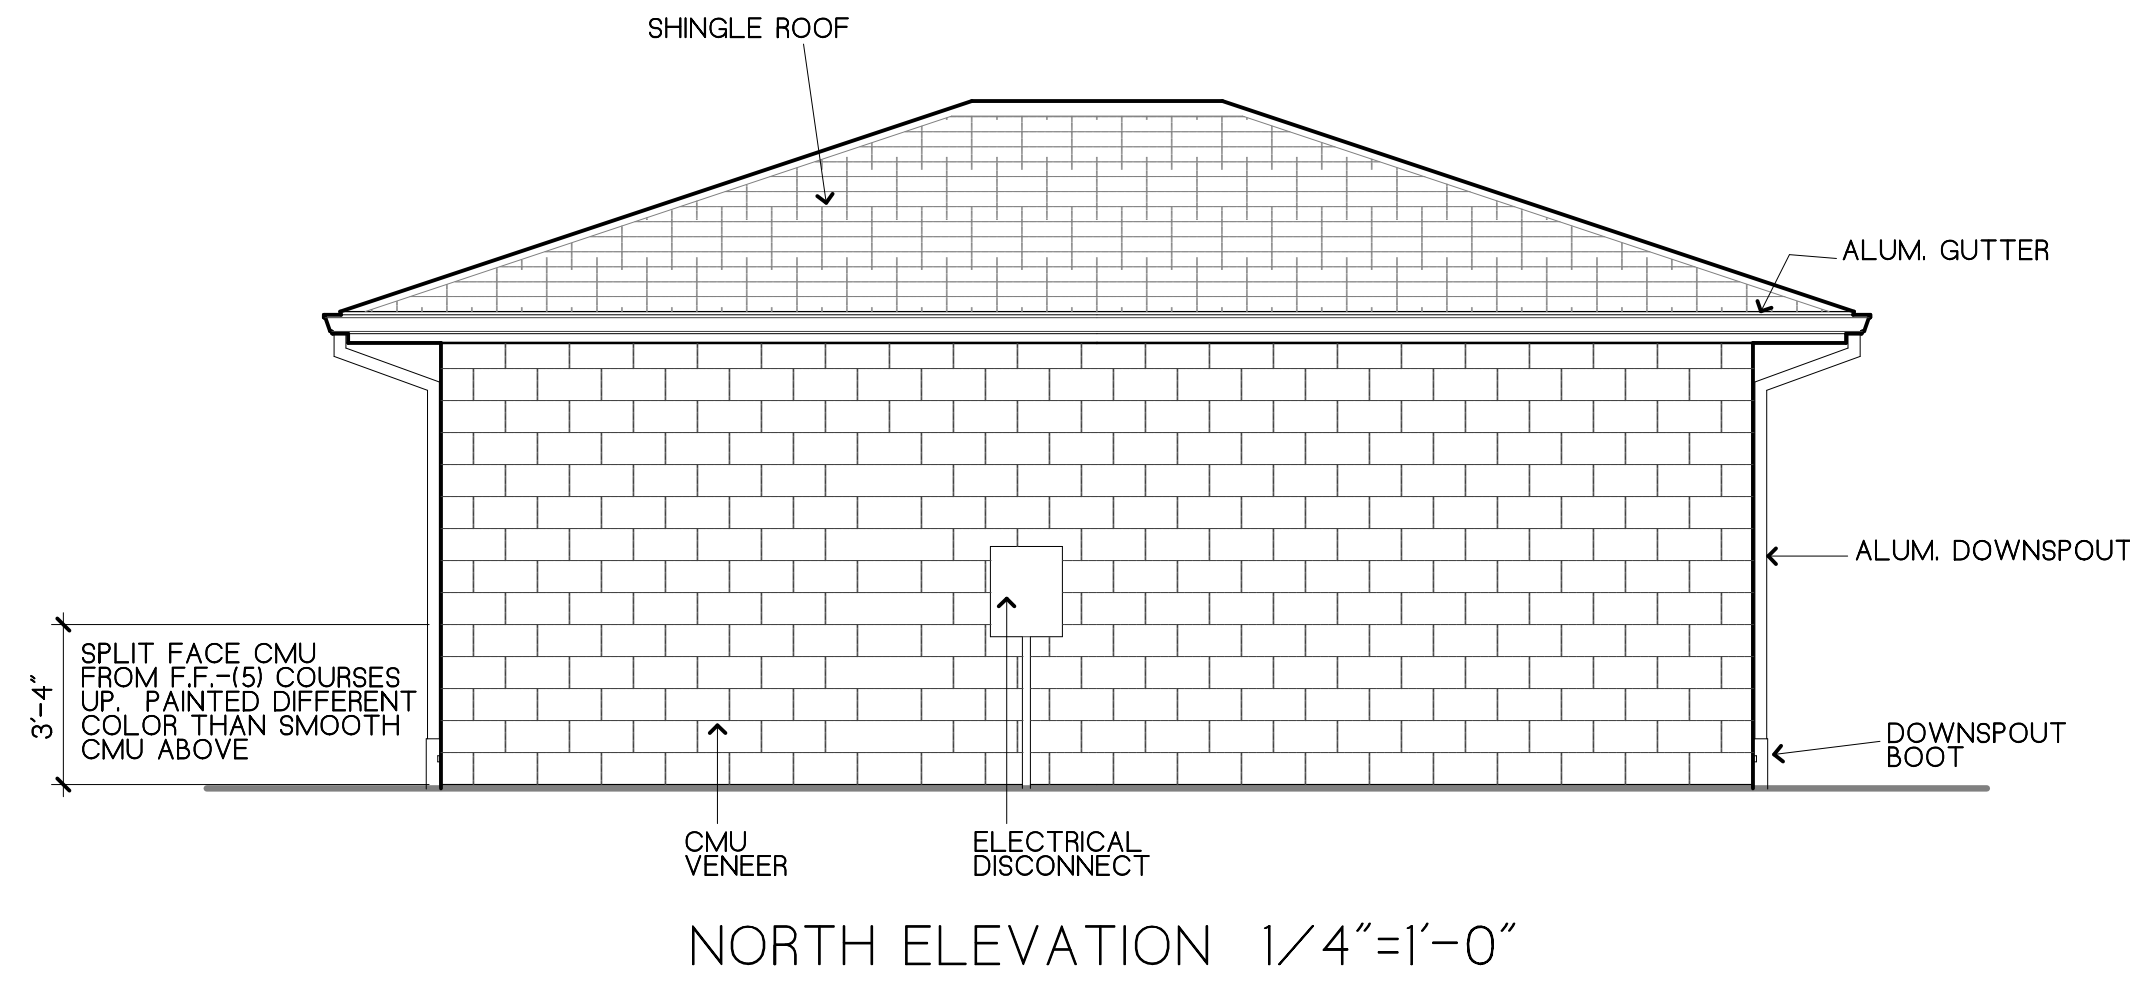 SHINGLE ROOF
ALUM. GUTTER
ALUM. DOWNSPOUT
3'-4"
SPLIT FACE CMU
FROM F.F.-(5) COURSES
UP. PAINTED DIFFERENT
COLOR THAN SMOOTH
CMU ABOVE
DOWNSPOUT
BOOT
CMU
VENEER
ELECTRICAL
DISCONNECT
NORTH ELEVATION 1/4"=1'-0"